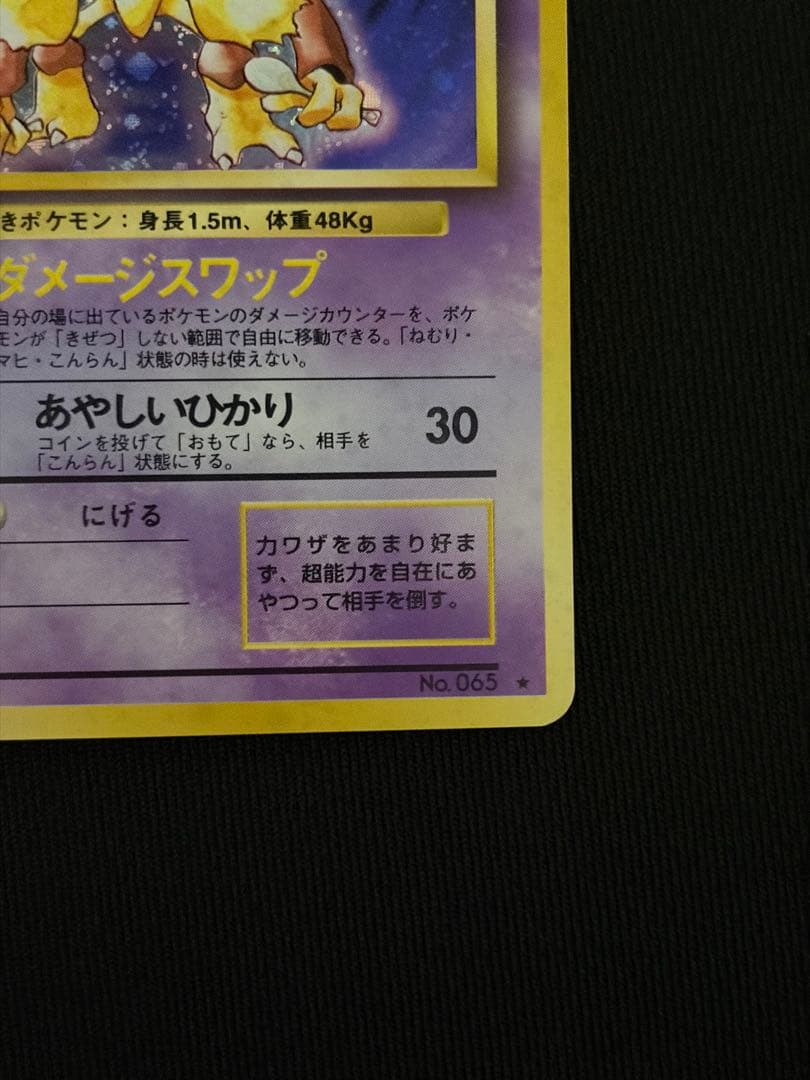 きポケモン：身長1.5m、体重48Kg
ダメージスワップ
自分の場に出ているポケモンのダメージカウンターを、ポケ
モンが「きぜつ」しない範囲で自由に移動できる。「ねむり・
マヒ・こんらん」状態の時は使えない。
あやしいひかり 30
コインを投げて「おもて」なら、相手を
「こんらん」状態にする。
にげる
力ワザをあまり好ま
ず、超能力を自在にあ
やつって相手を倒す。
No. 065 ★